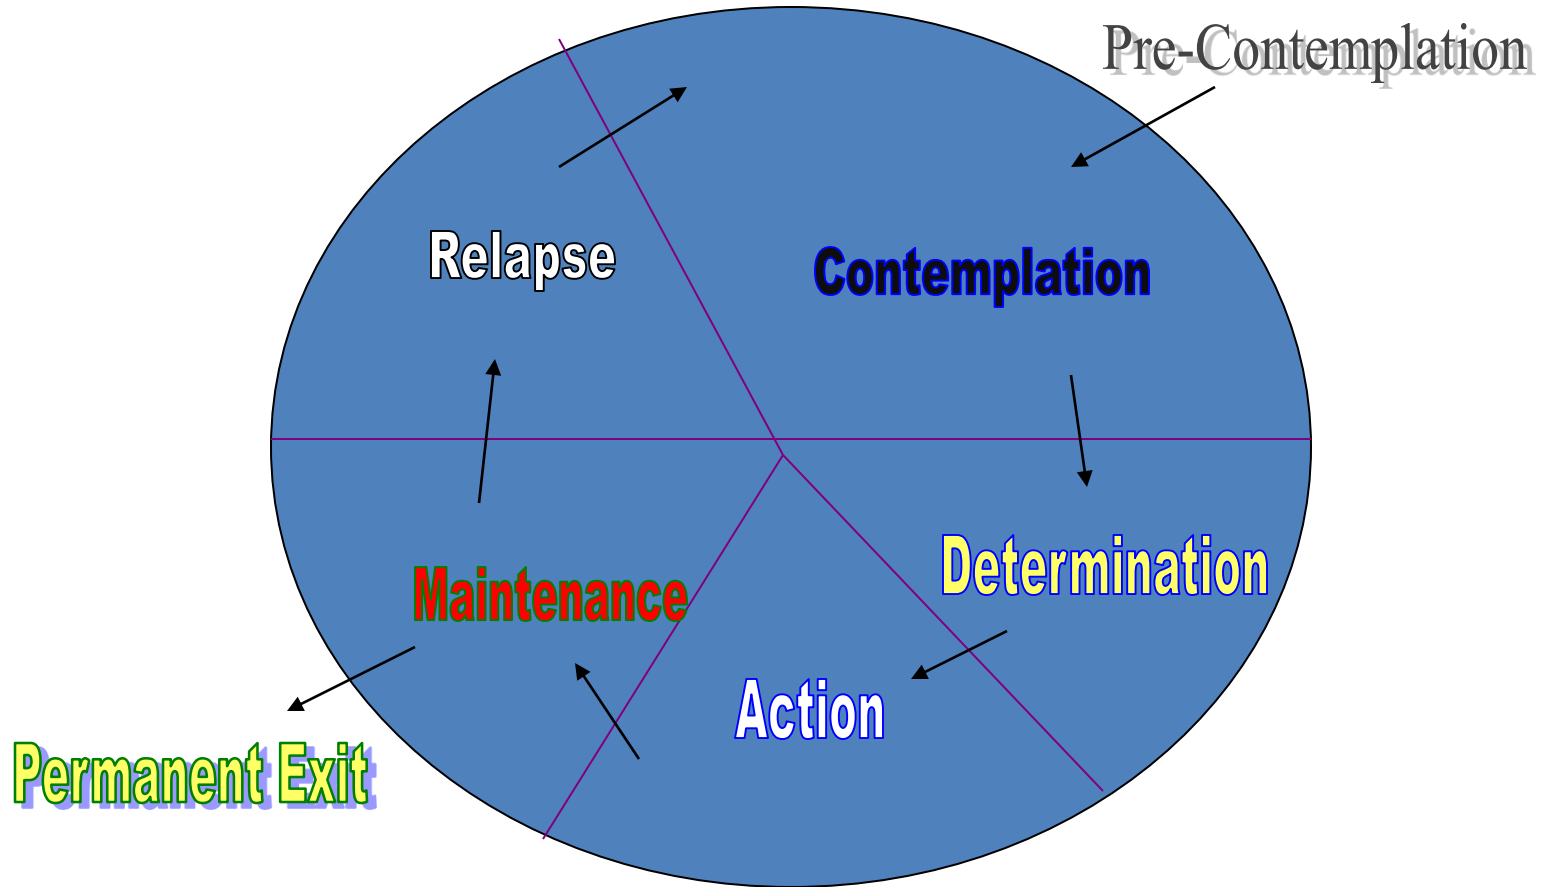 Pre-Contemplation
Relapse
Contemplation
Determination
Maintenance
Action
Permanent Exit